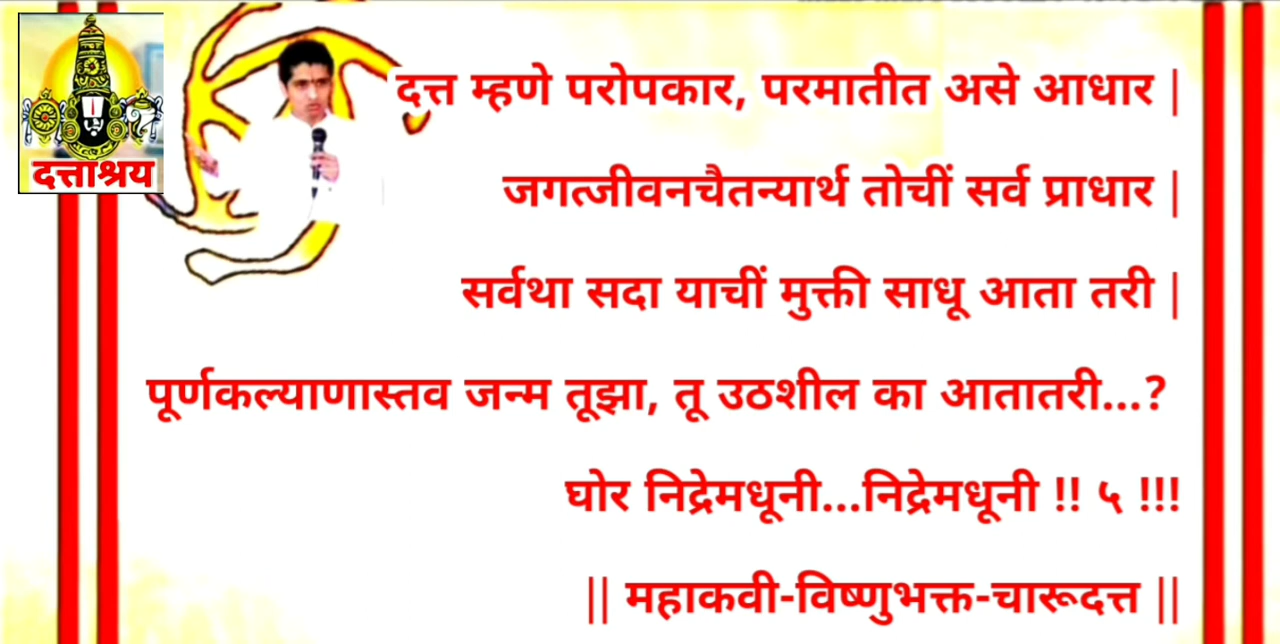 दत्ताश्रय
दत्त म्हणे परोपकार, परमातीत असे आधार |
जगत्जीवनचैतन्यार्थ तोचीं सर्व प्राधार |
सर्वथा सदा याचीं मुक्ती साधू आता तरी |
पूर्णकल्याणास्तव जन्म तूझा, तू उठशील का आतातरी...?
घोर निद्रेमधूनी...निद्रेमधूनी !! ५ !!!
|| महाकवी-विष्णुभक्त-चारूदत्त ||